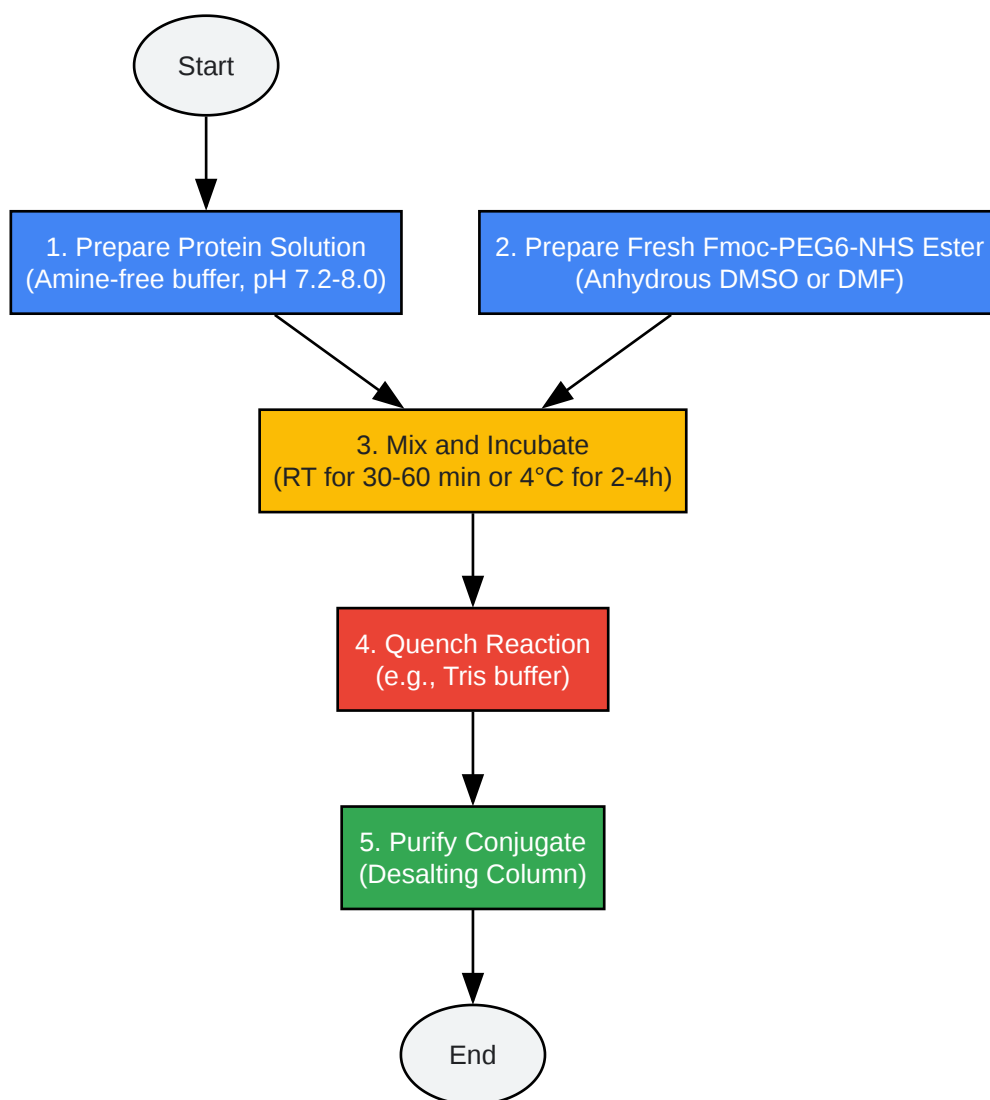 Start
1. Prepare Protein Solution
(Amine-free buffer, pH 7.2-8.0)
2. Prepare Fresh Fmoc-PEG6-NHS Ester
(Anhydrous DMSO or DMF)
3. Mix and Incubate
(RT for 30-60 min or 4°C for 2-4h)
4. Quench Reaction
(e.g., Tris buffer)
5. Purify Conjugate
(Desalting Column)
End